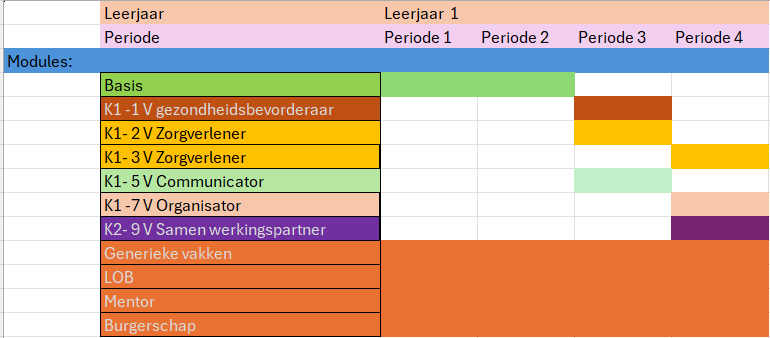 Leerjaar Leerjaar 1
Periode Periode 1 Periode 2 Periode 3 Periode 4
Modules:
Basis
K1 -1 V gezondheidsbevorderaar
K1- 2 V Zorgverlener
K1- 3 V Zorgverlener
K1- 5 V Communicator
K1 -7 V Organisator
K2- 9 V Samen werkingspartner
Generieke vakken
LOB
Mentor
Burgerschap